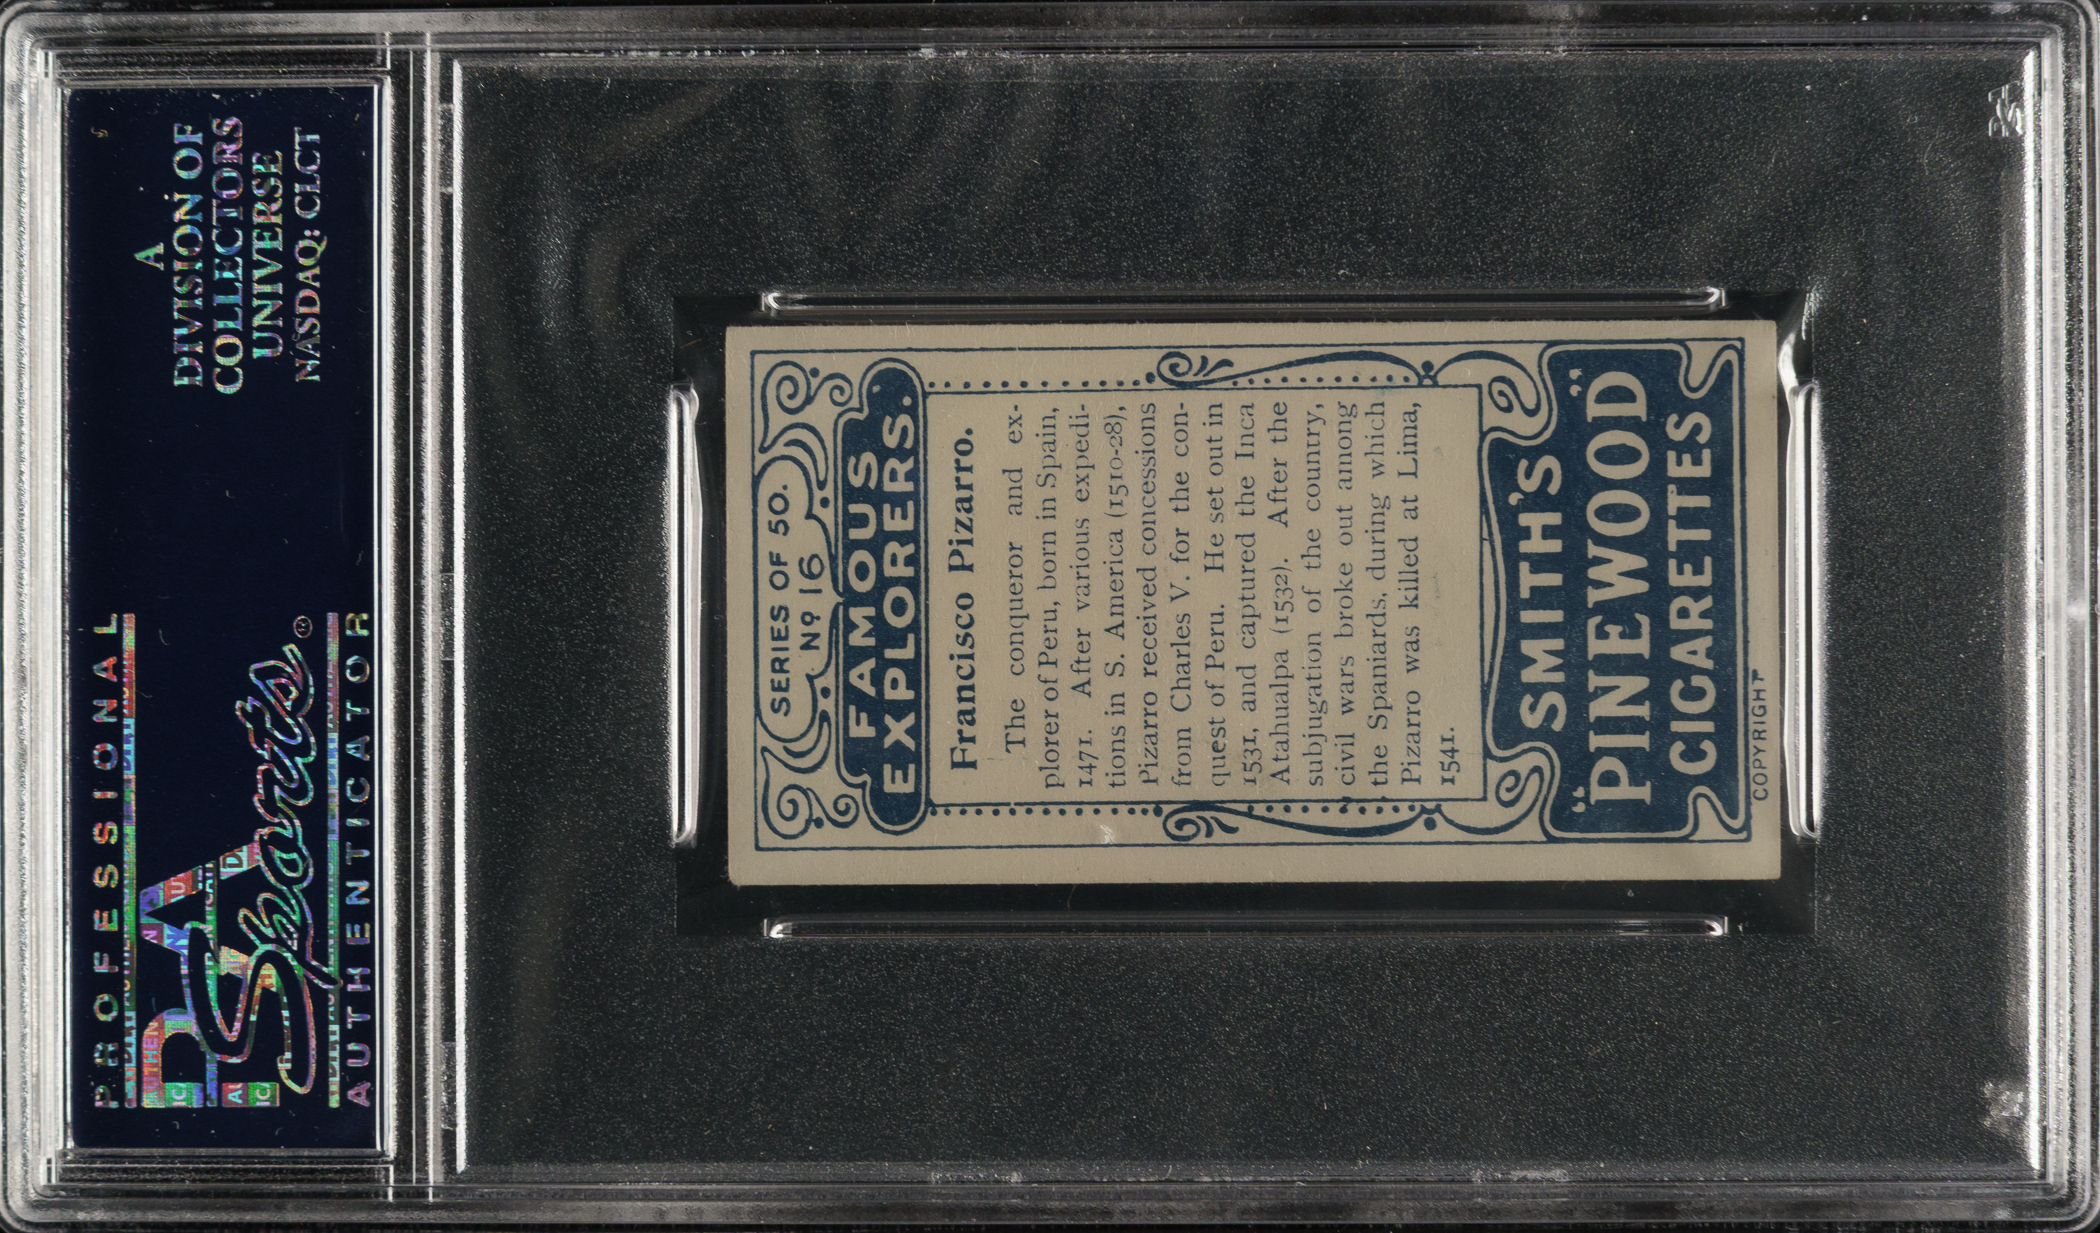 PROFESSIONAL
PSA
Sports®
AUTHENTICATOR
A
DIVISION OF
COLLECTORS
UNIVERSE
NASDAQ: CLCT
SERIES OF 50.
Nº 16
FAMOUS
EXPLORERS.
Francisco Pizarro.
The conqueror and ex-
plorer of Peru, born in Spain,
1471. After various expedi-
tions in S. America (1510-28),
Pizarro received concessions
from Charles V. for the con-
quest of Peru. He set out in
1531, and captured the Inca
Atahualpa (1532). After the
subjugation of the country,
civil wars broke out among
the Spaniards, during which
Pizarro was killed at Lima,
1541.
SMITH'S
"PINEWOOD"
CIGARETTES
COPYRIGHT